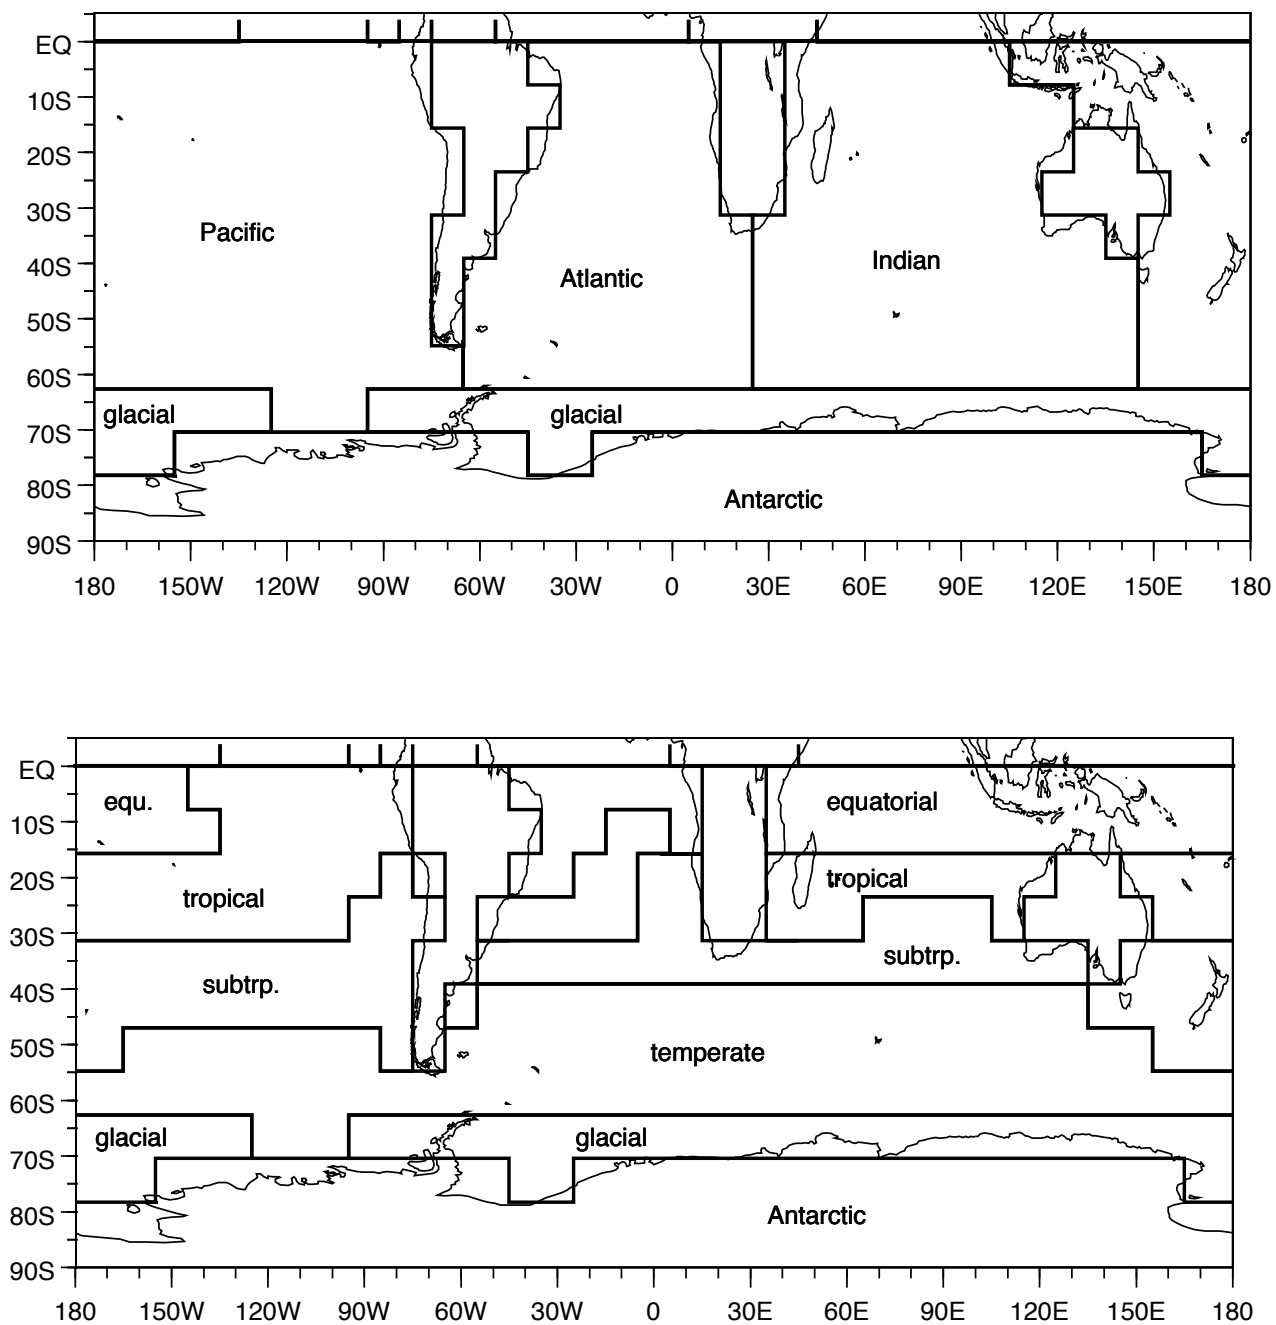 EQ
10S
20S
30S
Pacific
Indian
Atlantic
40S
50S
60S
glacial
glacial
70S
80S
Antarctic
90S
180 150W 120W 90W 60W 30W 0 30E 60E 90E 120E 150E 180
EQ
equ.
equatorial
10S
20S
tropical
tropical
30S
subtrp.
subtrp.
40S
50S
temperate
60S
glacial
glacial
70S
80S
Antarctic
90S
180 150W 120W 90W 60W 30W 0 30E 60E 90E 120E 150E 180